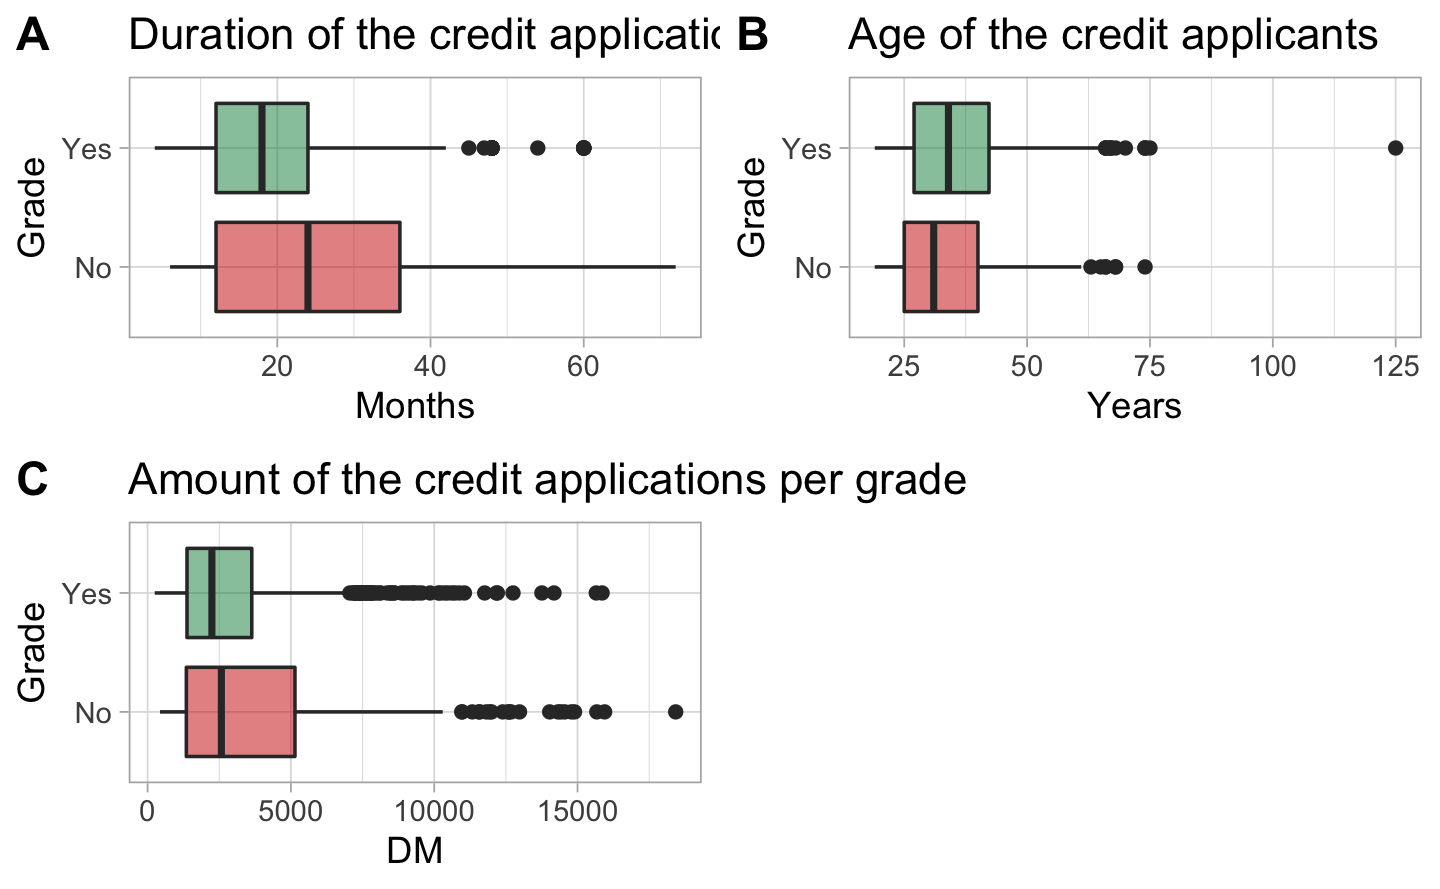 A Duration of the credit applicatic
Yes
No
Grade
20 40 60
Months
B Age of the credit applicants
Yes
No
Grade
25 50 75 100 125
Years
C Amount of the credit applications per grade
Yes
No
Grade
0 5000 10000 15000
DM